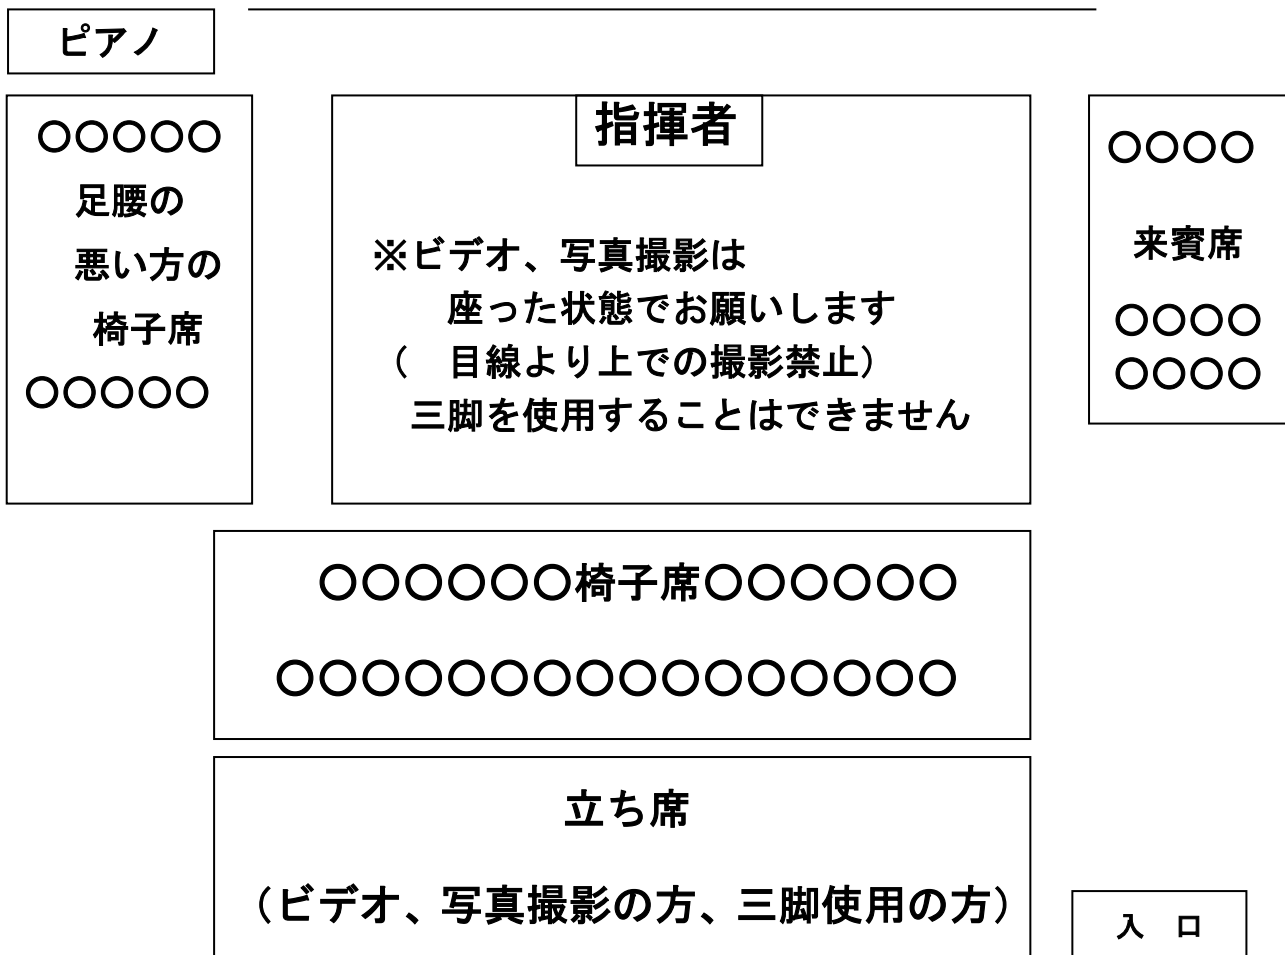 ピアノ
指揮者
○○○○○
足腰の
悪い方の
椅子席
○○○○○
※ビデオ、写真撮影は
座った状態でお願いします
（　目線より上での撮影禁止）
三脚を使用することはできません
○○○○
来賓席
○○○○
○○○○
○○○○○○椅子席○○○○○○
○○○○○○○○○○○○○○○○
立ち席
（ビデオ、写真撮影の方、三脚使用の方）
入　口